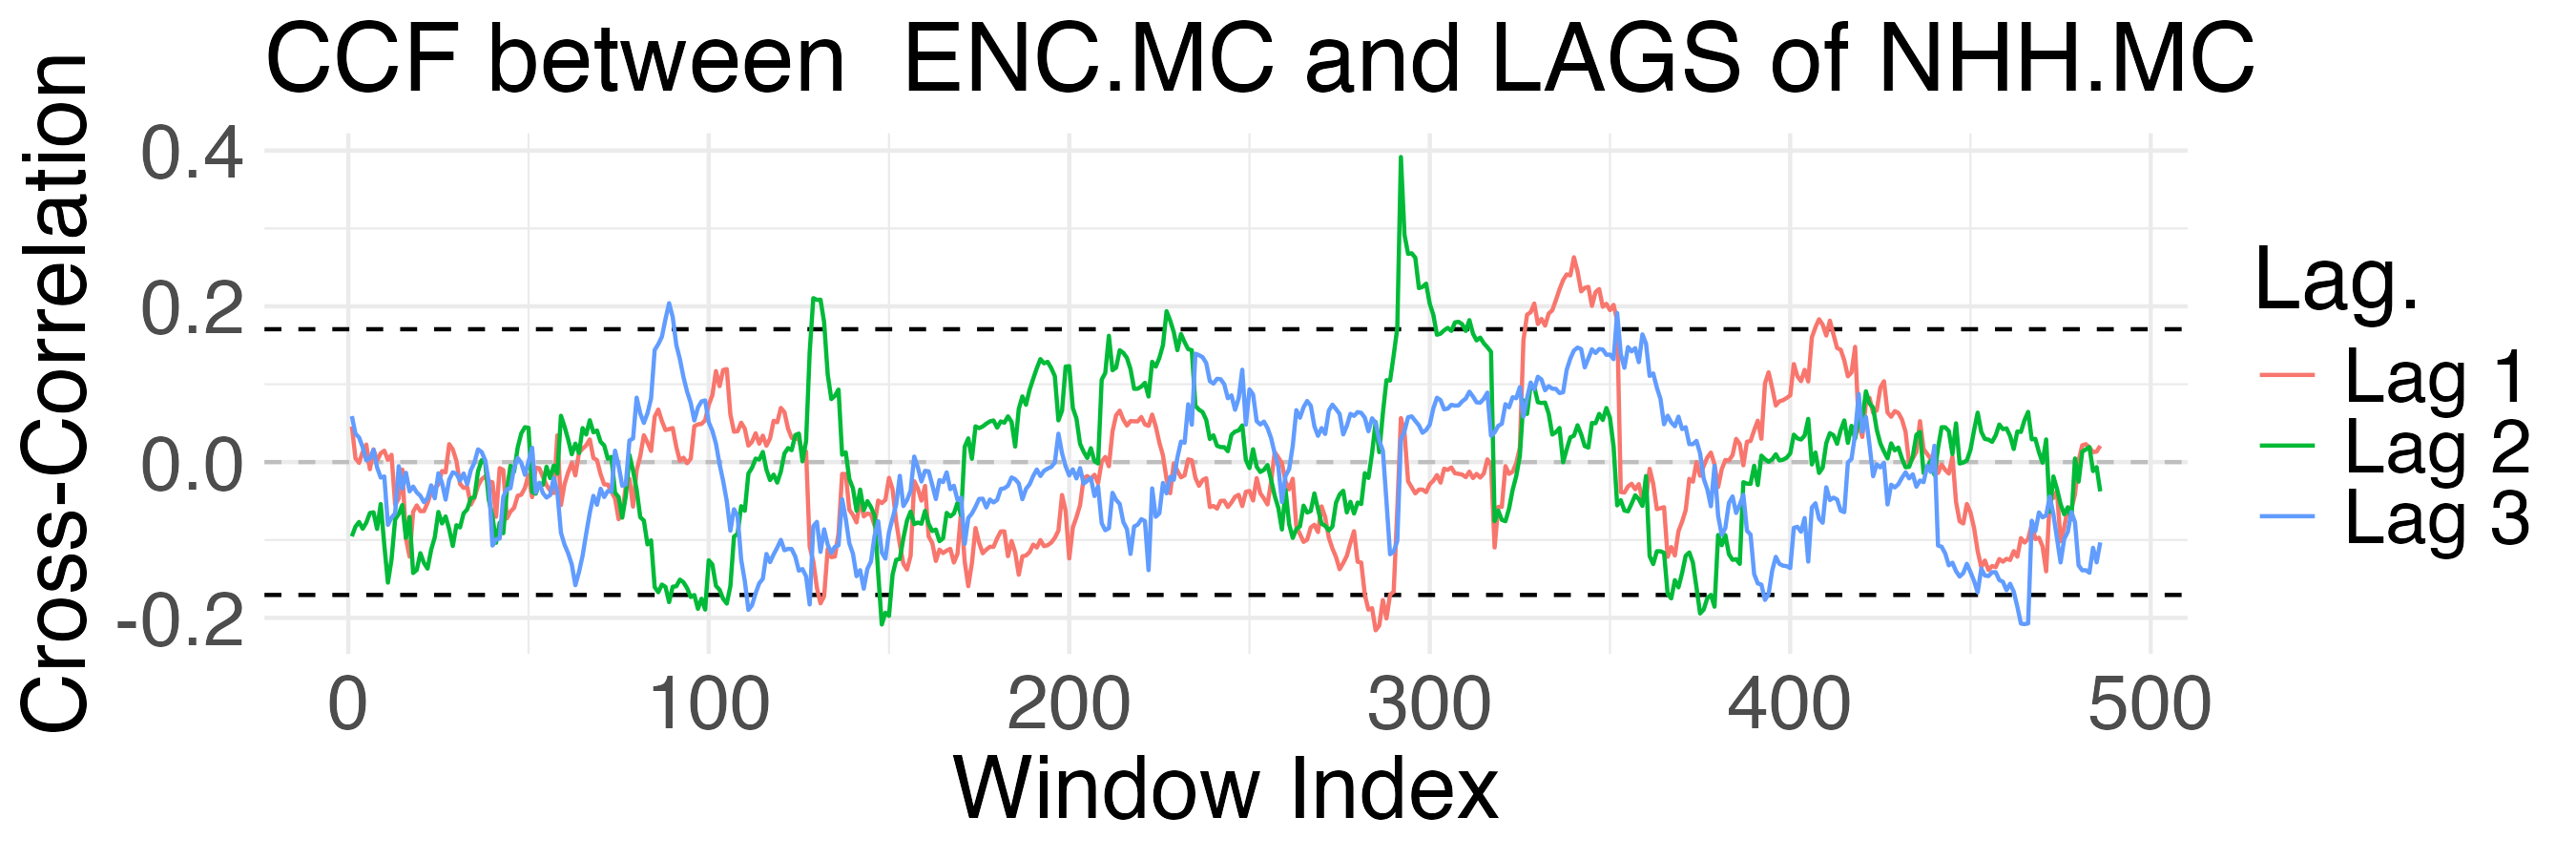 CCF between  ENC.MC and LAGS of NHH.MC
Cross-Correlation
0.4
0.2
0.0
-0.2
0 100 200 300 400 500
Window Index
Lag.
Lag 1
Lag 2
Lag 3